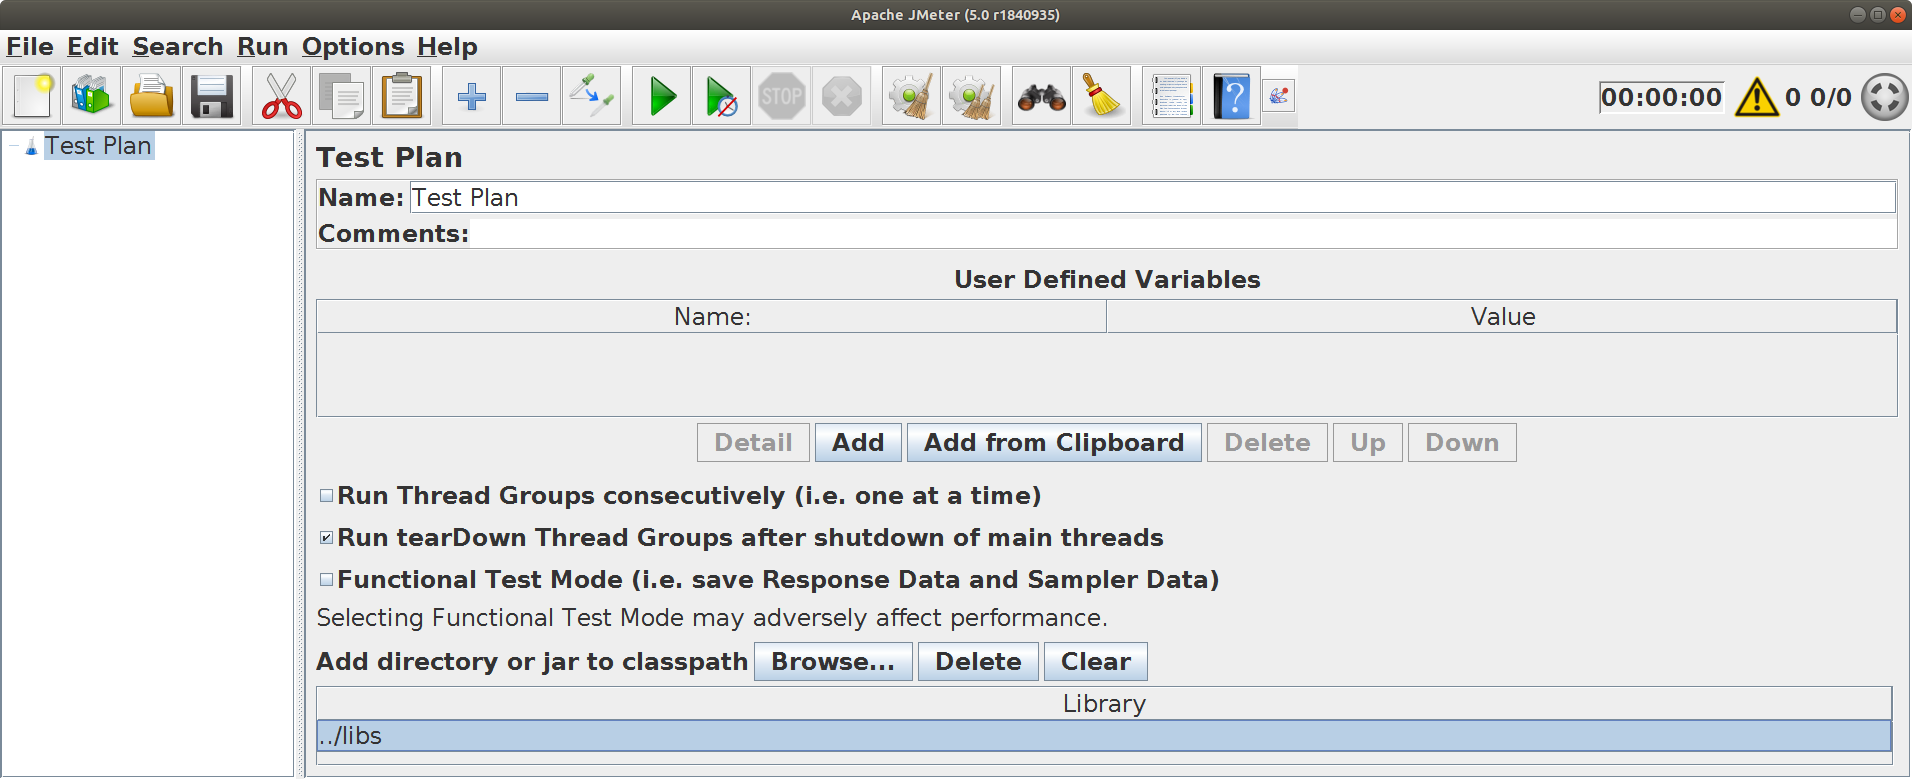 Apache JMeter (5.0 r1840935)
File Edit Search Run Options Help
STOP
?
00:00:00
0 0/0
Test Plan
Test Plan
Name: Test Plan
Comments:
User Defined Variables
Name: Value
Detail Add Add from Clipboard Delete Up Down
Run Thread Groups consecutively (i.e. one at a time)
Run tearDown Thread Groups after shutdown of main threads
Functional Test Mode (i.e. save Response Data and Sampler Data)
Selecting Functional Test Mode may adversely affect performance.
Add directory or jar to classpath Browse... Delete Clear
Library
../libs